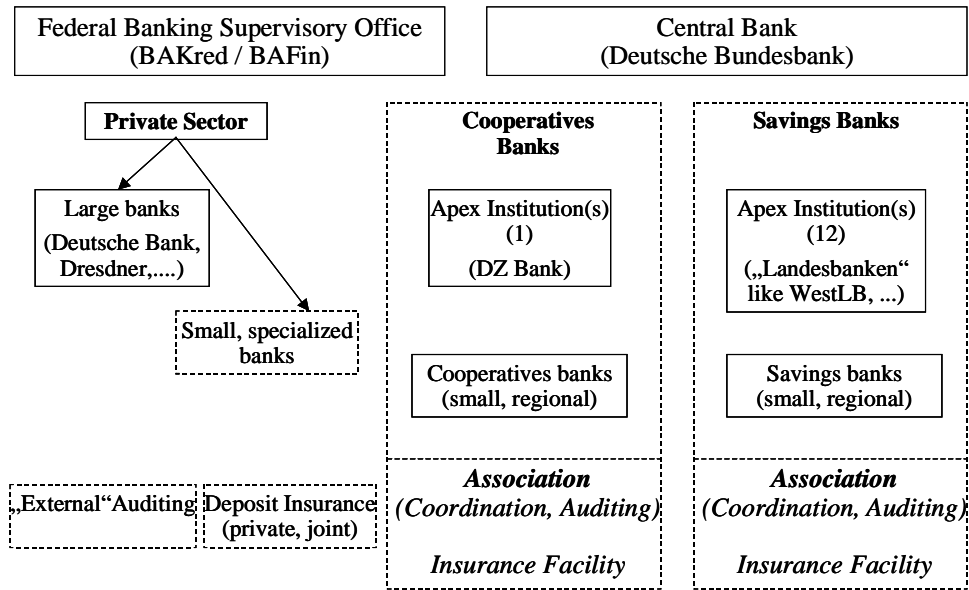 Federal Banking Supervisory Office
(BAKred / BAFin)
Central Bank
(Deutsche Bundesbank)
Private Sector
Large banks
(Deutsche Bank,
Dresdner,....)
Small, specialized
banks
„External“Auditing
Deposit Insurance
(private, joint)
Cooperatives
Banks
Apex Institution(s)
(1)
(DZ Bank)
Cooperatives banks
(small, regional)
Association
(Coordination, Auditing)
Insurance Facility
Savings Banks
Apex Institution(s)
(12)
(„Landesbanken“
like WestLB, ...)
Savings banks
(small, regional)
Association
(Coordination, Auditing)
Insurance Facility